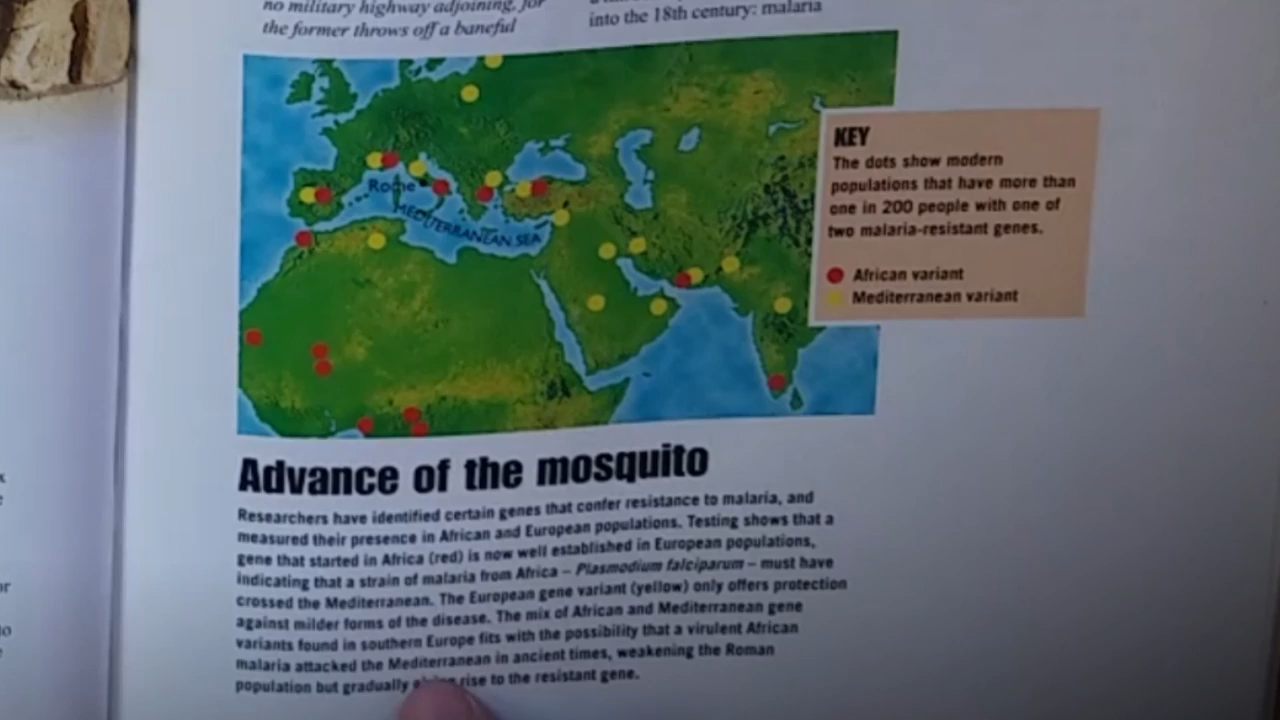 no military highway adjoining, for
the former throws off a baneful
into the 18th century: malaria
Rome
MEDITERRANEAN SEA
KEY
The dots show modern
populations that have more than
one in 200 people with one of
two malaria-resistant genes.
African variant
Mediterranean variant
Advance of the mosquito
Researchers have identified certain genes that confer resistance to malaria, and
measured their presence in African and European populations. Testing shows that a
gene that started in Africa (red) is now well established in European populations,
indicating that a strain of malaria from Africa – Plasmodium falciparum – must have
crossed the Mediterranean. The European gene variant (yellow) only offers protection
against milder forms of the disease. The mix of African and Mediterranean gene
variants found in southern Europe fits with the possibility that a virulent African
malaria attacked the Mediterranean in ancient times, weakening the Roman
population but gradually rise to the resistant gene.